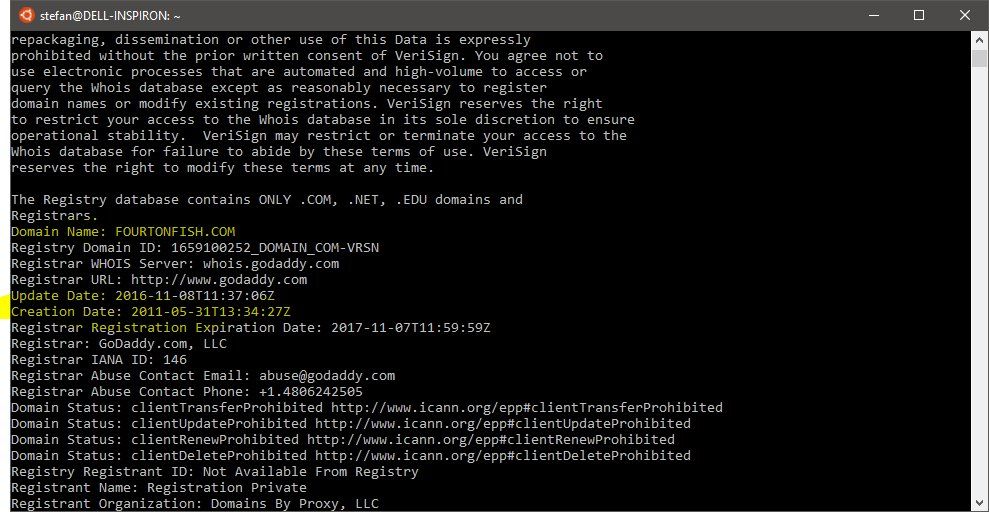 stefan@DELL-INSPIRON: ~
repackaging, dissemination or other use of this Data is expressly
prohibited without the prior written consent of VeriSign. You agree not to
use electronic processes that are automated and high-volume to access or
query the Whois database except as reasonably necessary to register
domain names or modify existing registrations. VeriSign reserves the right
to restrict your access to the Whois database in its sole discretion to ensure
operational stability.  VeriSign may restrict or terminate your access to the
Whois database for failure to abide by these terms of use. VeriSign
reserves the right to modify these terms at any time.
The Registry database contains ONLY .COM, .NET, .EDU domains and
Registrars.
Domain Name: FOURTONFISH.COM
Registry Domain ID: 1659100252_DOMAIN_COM-VRSN
Registrar WHOIS Server: whois.godaddy.com
Registrar URL: http://www.godaddy.com
Update Date: 2016-11-08T11:37:06Z
Creation Date: 2011-05-31T13:34:27Z
Registrar Registration Expiration Date: 2017-11-07T11:59:59Z
Registrar: GoDaddy.com, LLC
Registrar IANA ID: 146
Registrar Abuse Contact Email: abuse@godaddy.com
Registrar Abuse Contact Phone: +1.4806242505
Domain Status: clientTransferProhibited http://www.icann.org/epp#clientTransferProhibited
Domain Status: clientUpdateProhibited http://www.icann.org/epp#clientUpdateProhibited
Domain Status: clientRenewProhibited http://www.icann.org/epp#clientRenewProhibited
Domain Status: clientDeleteProhibited http://www.icann.org/epp#clientDeleteProhibited
Registry Registrant ID: Not Available From Registry
Registrant Name: Registration Private
Registrant Organization: Domains By Proxy, LLC